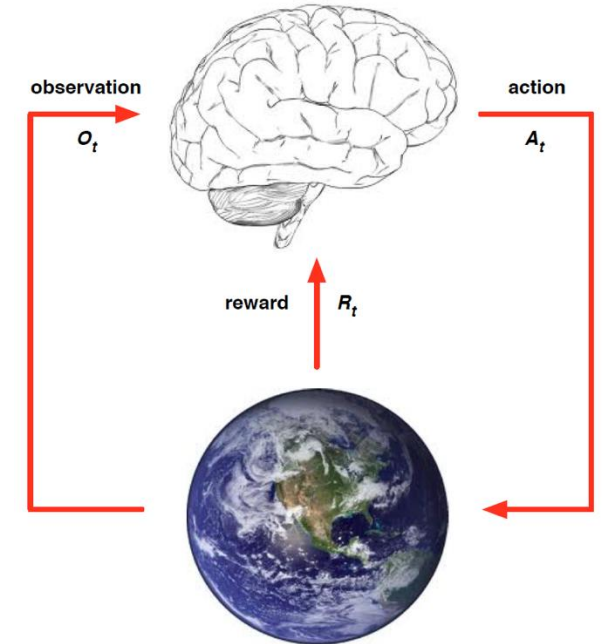 observation
O_t
action
A_t
reward
R_t